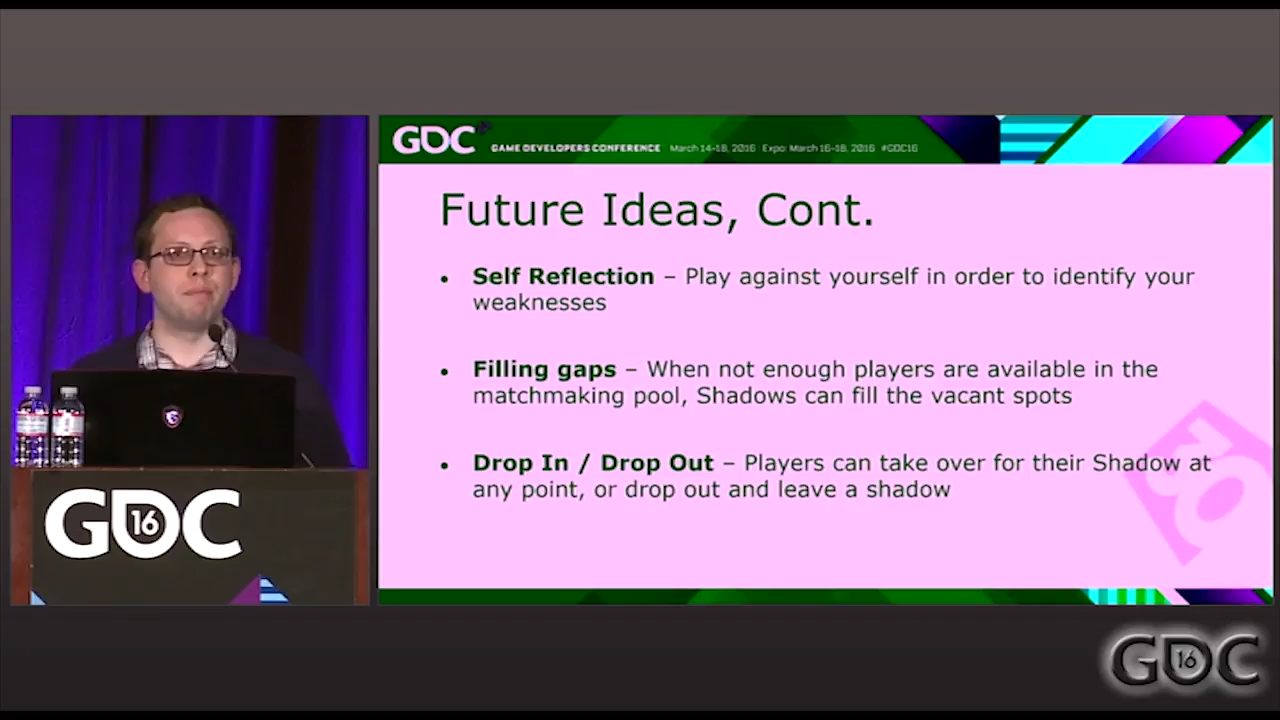 GDC
GAME DEVELOPERS CONFERENCE March 14-18, 2016 · Expo: March 16-18, 2016 #GDC16
Future Ideas, Cont.
• Self Reflection – Play against yourself in order to identify your
weaknesses
• Filling gaps – When not enough players are available in the
matchmaking pool, Shadows can fill the vacant spots
• Drop In / Drop Out – Players can take over for their Shadow at
any point, or drop out and leave a shadow
30
GDC
16
GDC
16